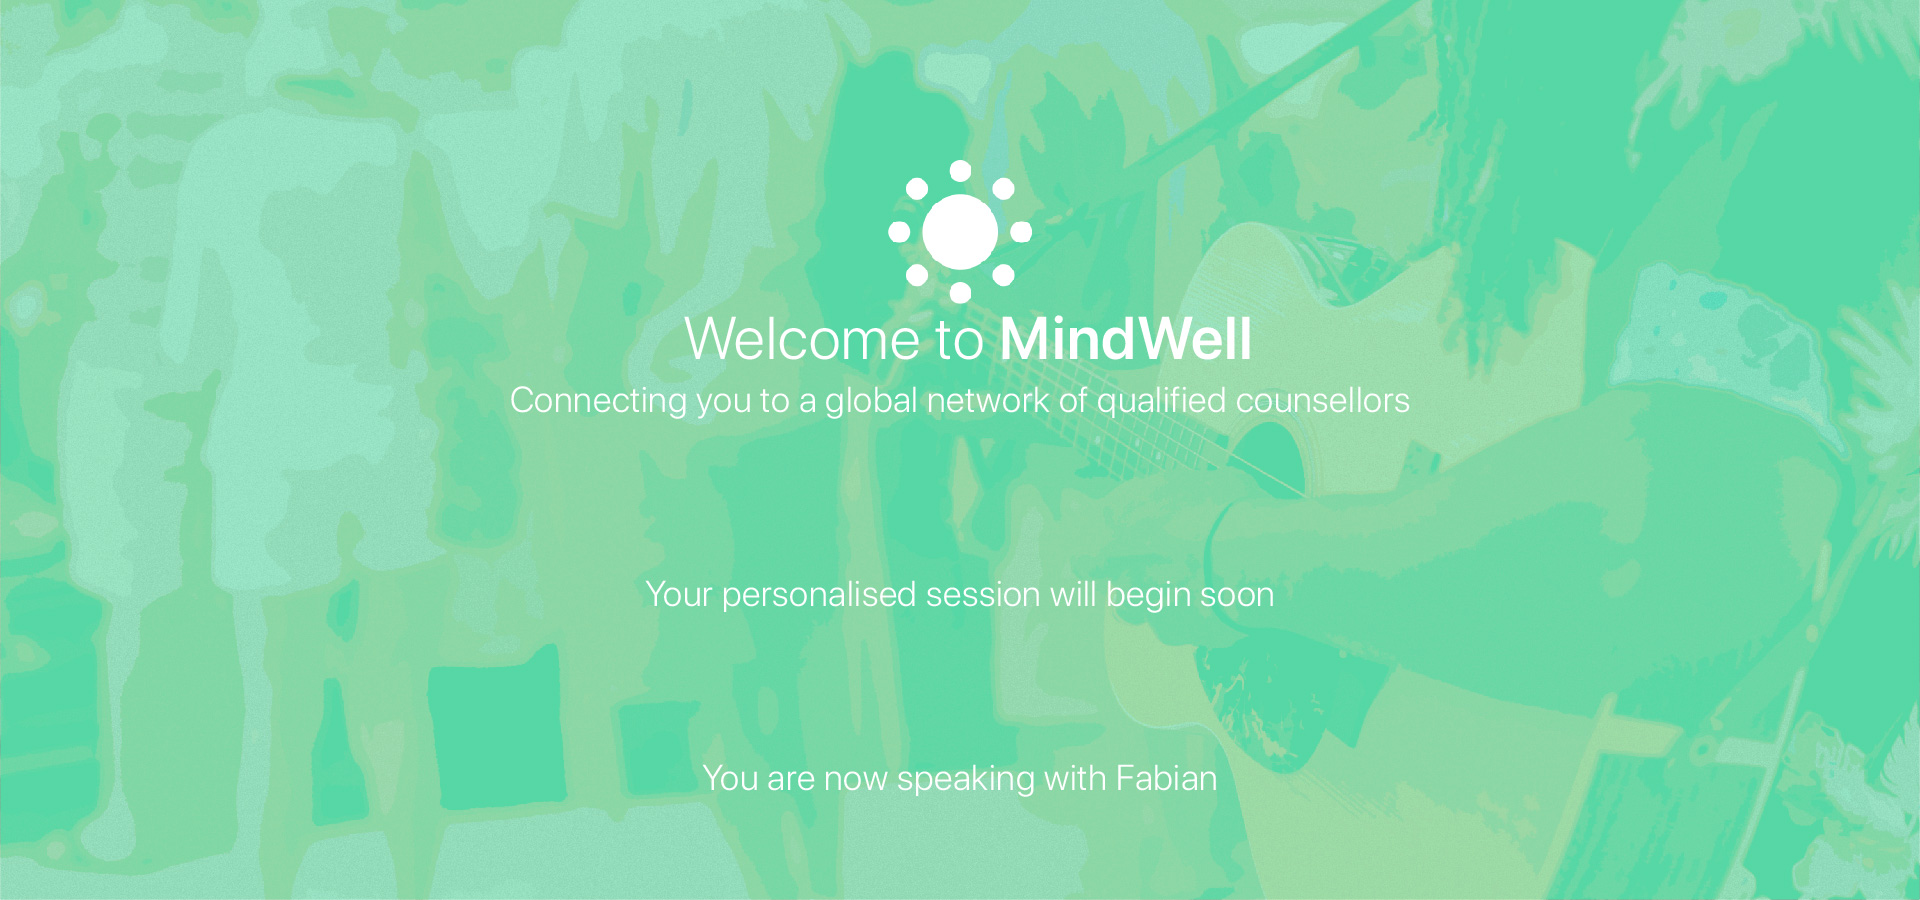 Welcome to MindWell
Connecting you to a global network of qualified counsellors
Your personalised session will begin soon
You are now speaking with Fabian